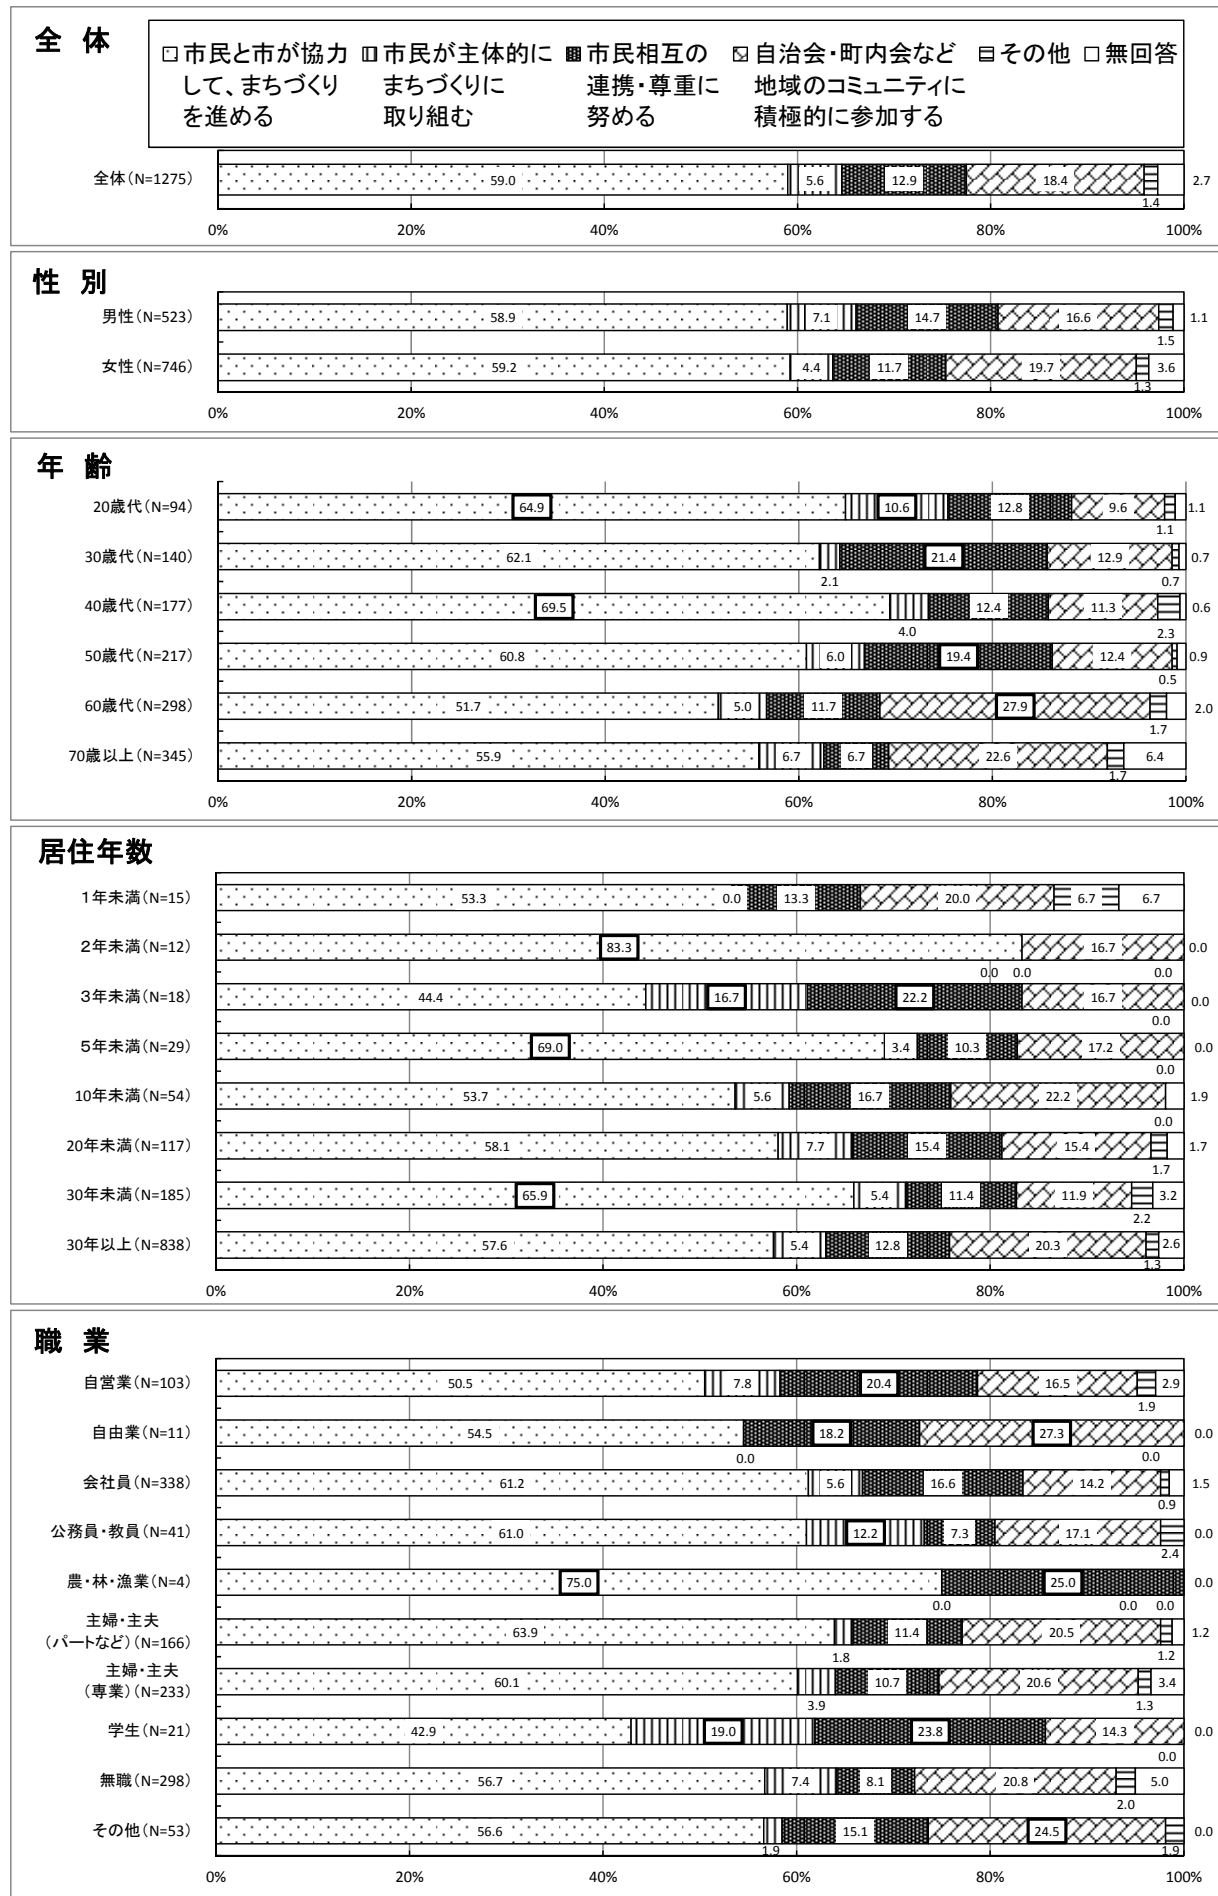 全 体
市民と市が協力 市民が主体的に 市民相互の 自治会・町内会など その他 無回答
して、まちづくり まちづくりに 連携・尊重に 地域のコミュニティに
を進める 取り組む 努める 積極的に参加する
全体(N=1275) 59.0 5.6 12.9 18.4 2.7
1.4
0% 20% 40% 60% 80% 100%
性 別
男性(N=523) 58.9 7.1 14.7 16.6 1.1
1.5
女性(N=746) 59.2 4.4 11.7 19.7 3.6
1.3
0% 20% 40% 60% 80% 100%
年 齢
20歳代(N=94) 64.9 10.6 12.8 9.6 1.1
1.1
30歳代(N=140) 62.1 21.4 12.9 0.7
2.1 0.7
40歳代(N=177) 69.5 12.4 11.3 0.6
4.0 2.3
50歳代(N=217) 60.8 6.0 19.4 12.4 0.9
0.5
60歳代(N=298) 51.7 5.0 11.7 27.9 2.0
1.7
70歳以上(N=345) 55.9 6.7 6.7 22.6 6.4
1.7
0% 20% 40% 60% 80% 100%
居住年数
1年未満(N=15) 53.3 0.0 13.3 20.0 6.7 6.7
2年未満(N=12) 83.3 16.7 0.0
0.0 0.0 0.0
3年未満(N=18) 44.4 16.7 22.2 16.7 0.0
0.0
5年未満(N=29) 69.0 3.4 10.3 17.2 0.0
0.0
10年未満(N=54) 53.7 5.6 16.7 22.2 1.9
0.0
20年未満(N=117) 58.1 7.7 15.4 15.4 1.7
1.7
30年未満(N=185) 65.9 5.4 11.4 11.9 3.2
2.2
30年以上(N=838) 57.6 5.4 12.8 20.3 2.6
1.3
0% 20% 40% 60% 80% 100%
職 業
自営業(N=103) 50.5 7.8 20.4 16.5 2.9
1.9
自由業(N=11) 54.5 18.2 27.3 0.0
0.0 0.0
会社員(N=338) 61.2 5.6 16.6 14.2 1.5
0.9
公務員・教員(N=41) 61.0 12.2 7.3 17.1 0.0
2.4
農・林・漁業(N=4) 75.0 25.0 0.0
0.0 0.0 0.0
主婦・主夫
(パートなど)(N=166) 63.9 11.4 20.5 1.2
1.8 1.2
主婦・主夫
(専業)(N=233) 60.1 10.7 20.6 3.4
3.9 1.3
学生(N=21) 42.9 19.0 23.8 14.3 0.0
0.0
無職(N=298) 56.7 7.4 8.1 20.8 5.0
2.0
その他(N=53) 56.6 15.1 24.5 0.0
1.9 1.9
0% 20% 40% 60% 80% 100%